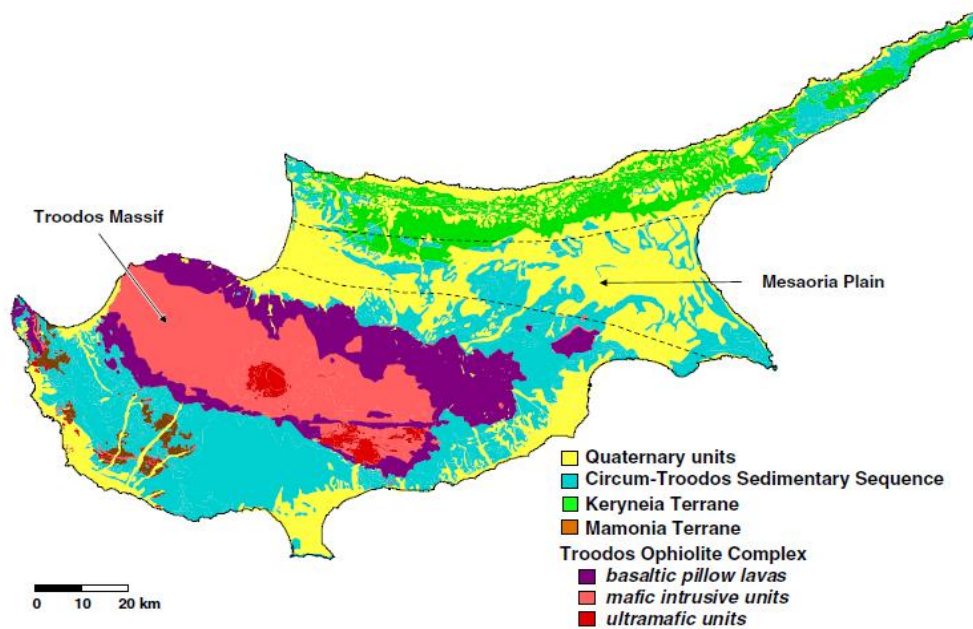 Troodos Massif
Mesaoria Plain
Quaternary units
Circum-Troodos Sedimentary Sequence
Keryneia Terrane
Mamonia Terrane
Troodos Ophiolite Complex
basaltic pillow lavas
mafic intrusive units
ultramafic units
0 10 20 km